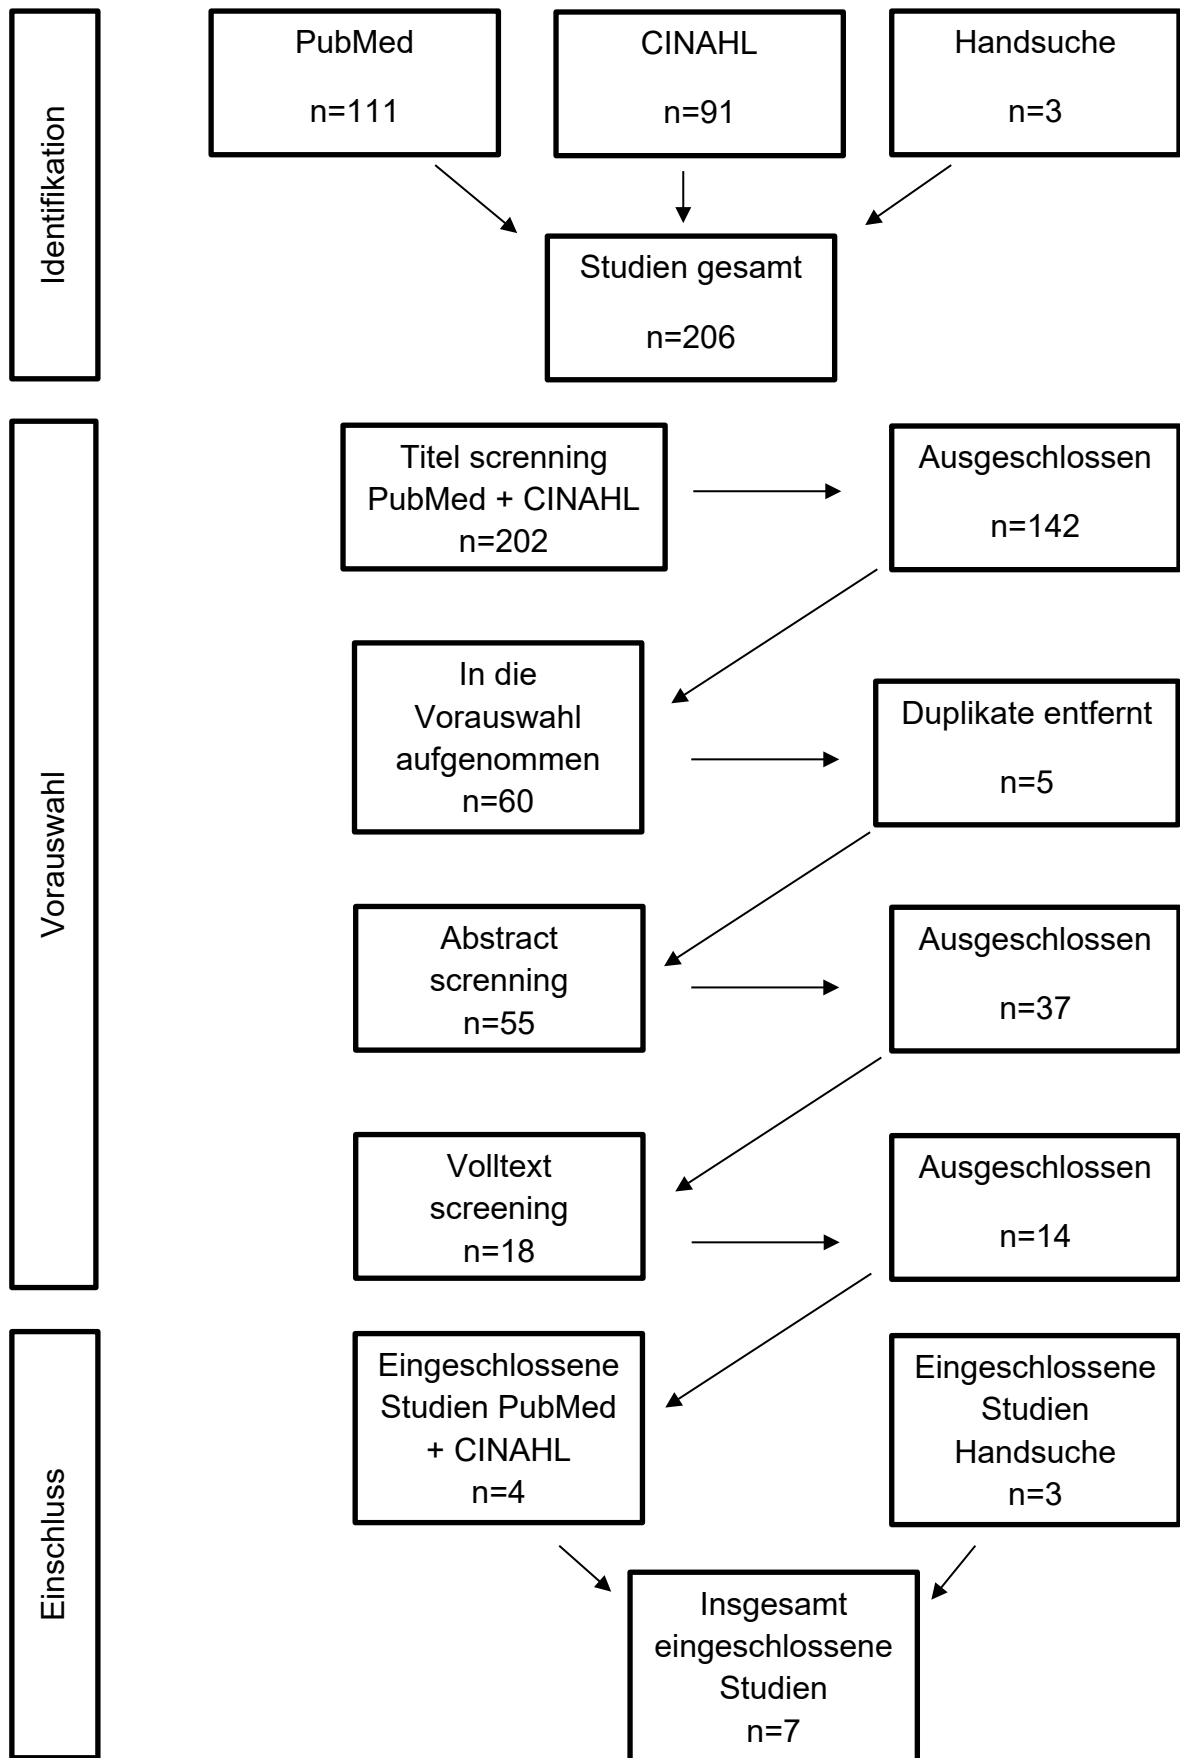 Identifikation
PubMed
n=111
CINAHL
n=91
Handsuche
n=3
Studien gesamt
n=206
Vorauswahl
Titel screnning
PubMed + CINAHL
n=202
Ausgeschlossen
n=142
In die
Vorauswahl
aufgenommen
n=60
Duplikate entfernt
n=5
Abstract
screnning
n=55
Ausgeschlossen
n=37
Volltext
screening
n=18
Ausgeschlossen
n=14
Einschluss
Eingeschlossene
Studien PubMed
+ CINAHL
n=4
Eingeschlossene
Studien
Handsuche
n=3
Insgesamt
eingeschlossene
Studien
n=7